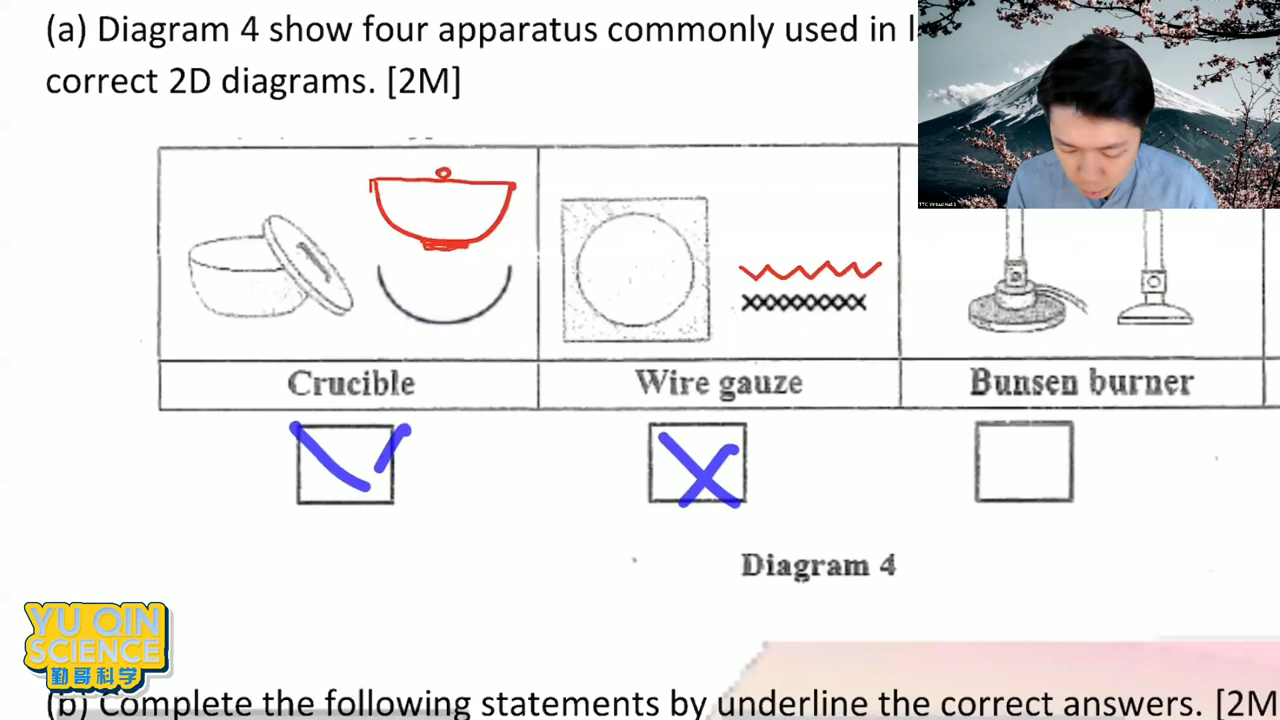 (a) Diagram 4 show four apparatus commonly used in
correct 2D diagrams. [2M]
Crucible
Wire gauze
Bunsen burner
Diagram 4
YU QIN
SCIENCE
勤哥科学
(b) Complete the following statements by underline the correct answers. [2M